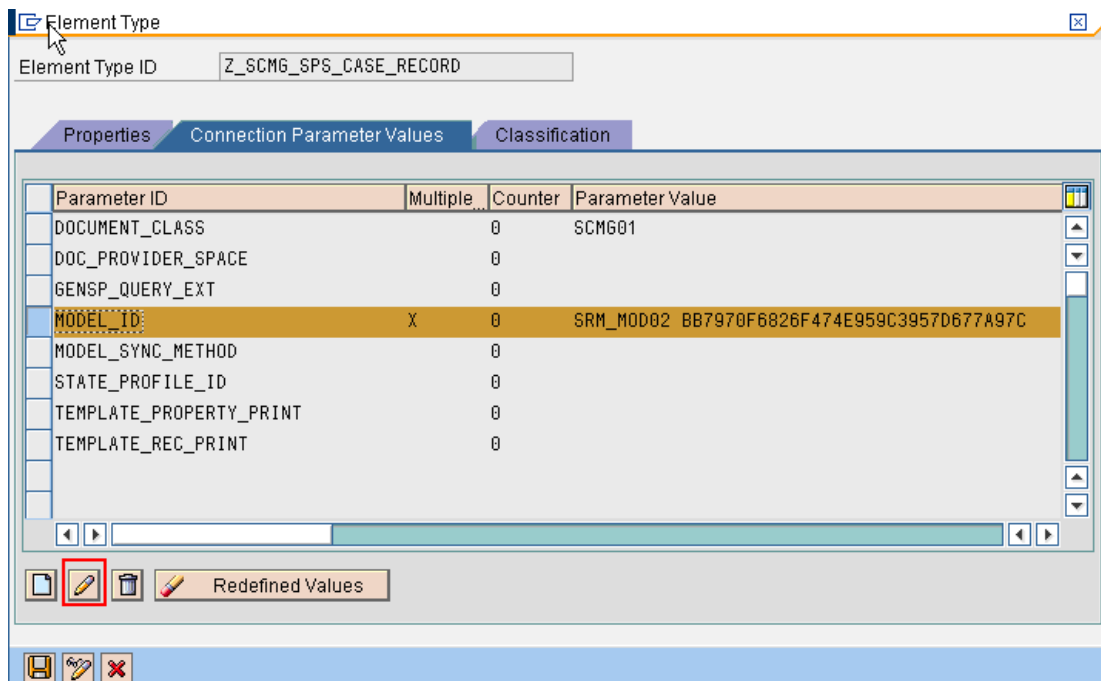 Element Type
Element Type ID Z_SCMG_SPS_CASE_RECORD
Properties Connection Parameter Values Classification
Parameter ID Multiple... Counter Parameter Value
DOCUMENT_CLASS 0 SCMG01
DOC_PROVIDER_SPACE 0
GENSP_QUERY_EXT 0
MODEL_ID X 0 SRM_MOD02 BB7970F6826F474E959C3957D677A97C
MODEL_SYNC_METHOD 0
STATE_PROFILE_ID 0
TEMPLATE_PROPERTY_PRINT 0
TEMPLATE_REC_PRINT 0
Redefined Values